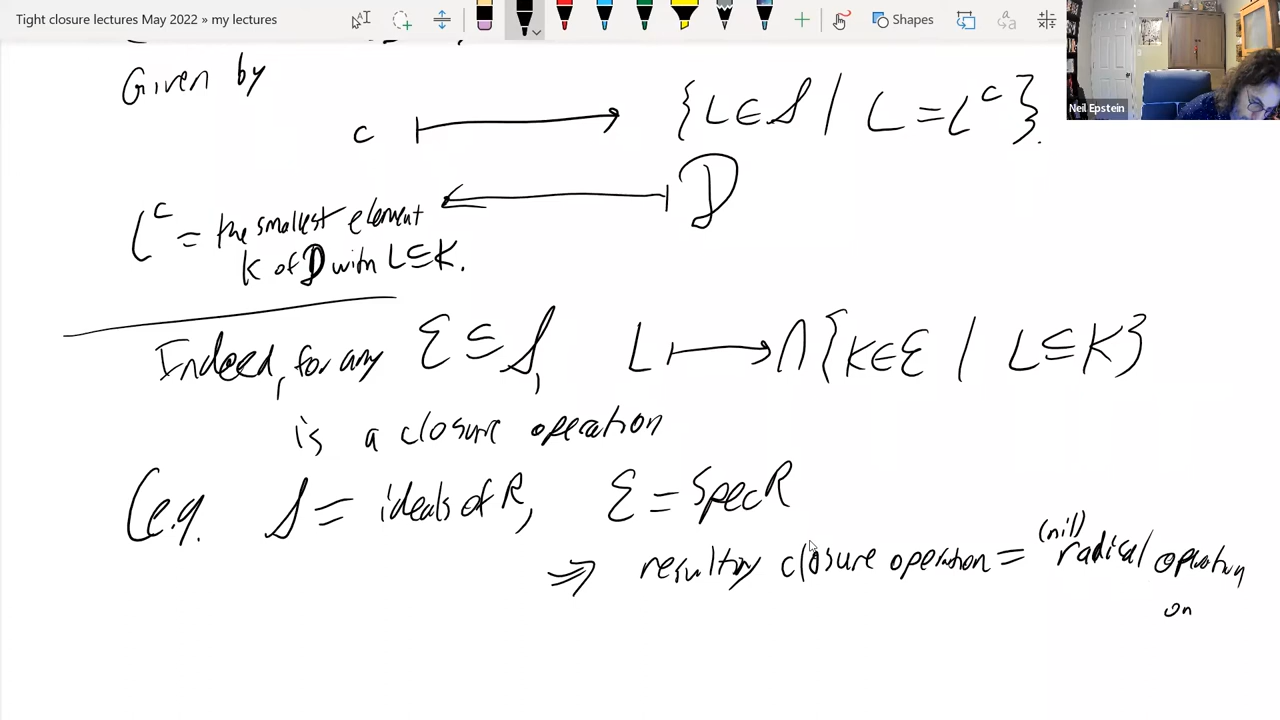 Tight closure lectures May 2022 » my lectures
Shapes
Neil Epstein
Given by
c ↦ {L ∈ S | L = L^c}.
D
L^c = the smallest element
K of D with L ⊆ K.
Indeed, for any ℰ ⊆ S, L ↦ ∩{K ∈ ℰ | L ⊆ K}
is a closure operation
(e.g. S = ideals of R, ℰ = Spec R
(nil)
⇒ resulting closure operation = radical operation
on